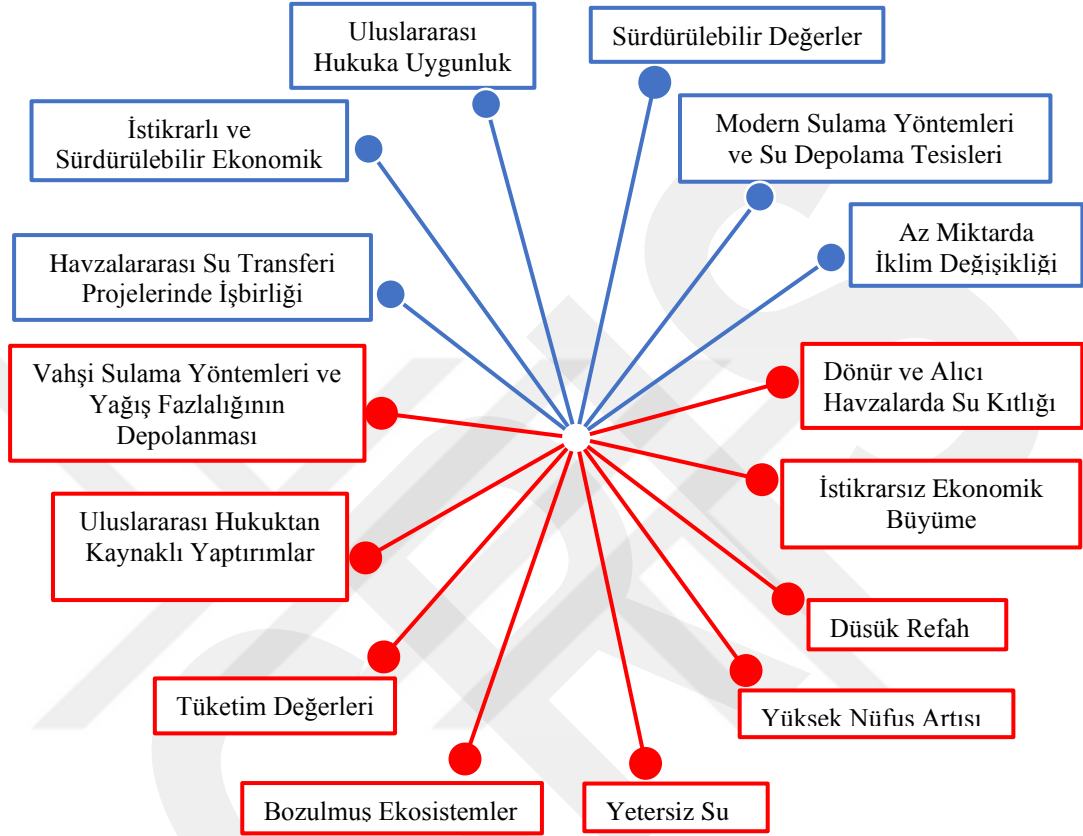 Uluslararası
Hukuka Uygunluk
Sürdürülebilir Değerler
İstikrarlı ve
Sürdürülebilir Ekonomik
Modern Sulama Yöntemleri
ve Su Depolama Tesisleri
Havzalararası Su Transferi
Projelerinde İşbirliği
Az Miktarda
İklim Değişikliği
Vahşi Sulama Yöntemleri ve
Yağış Fazlalığının
Depolanması
Dönür ve Alıcı
Havzalarda Su Kıtlığı
Uluslararası Hukuktan
Kaynaklı Yaptırımlar
İstikrarsız Ekonomik
Büyüme
Düşük Refah
Tüketim Değerleri
Yüksek Nüfus Artışı
Bozulmuş Ekosistemler
Yetersiz Su